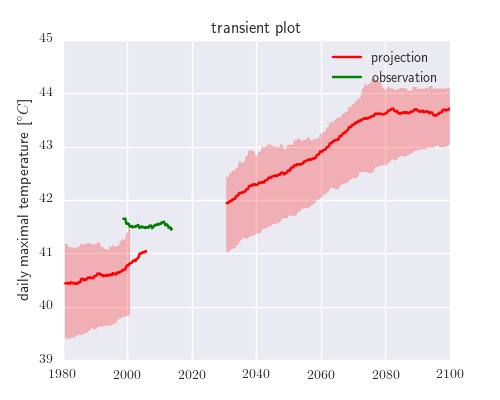 transient plot
45
44
43
42
41
40
39
daily maximal temperature [°C]
projection
observation
1980 2000 2020 2040 2060 2080 2100